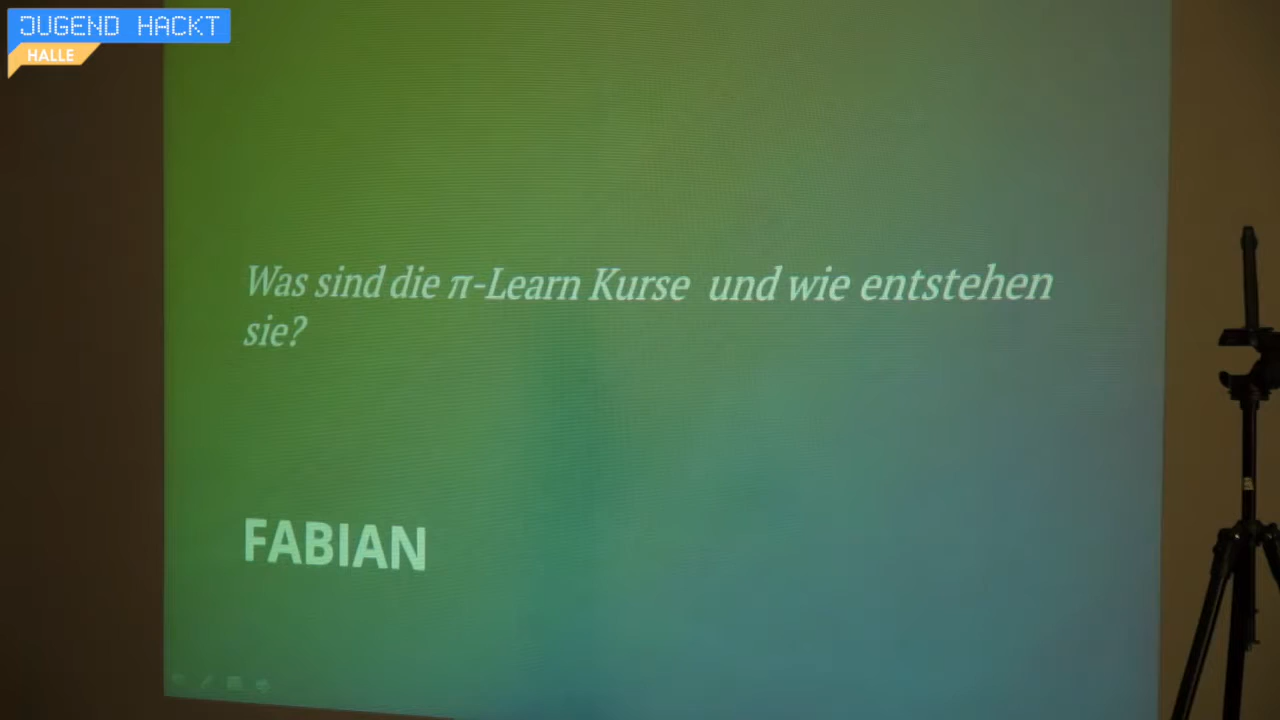 JUGEND HACKT
HALLE
Was sind die π-Learn Kurse und wie entstehen
sie?
FABIAN